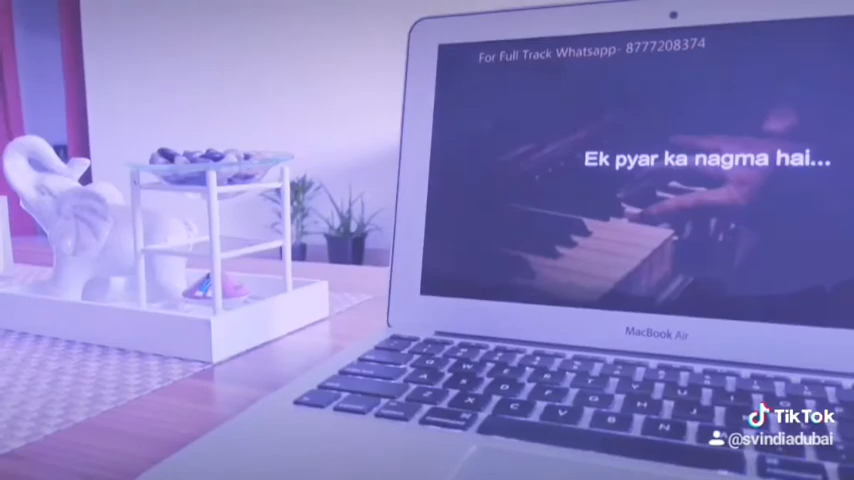 For Full Track Whatsapp- 8777208374
Ek pyar ka nagma hai...
MacBook Air
TikTok
@svindiadubai